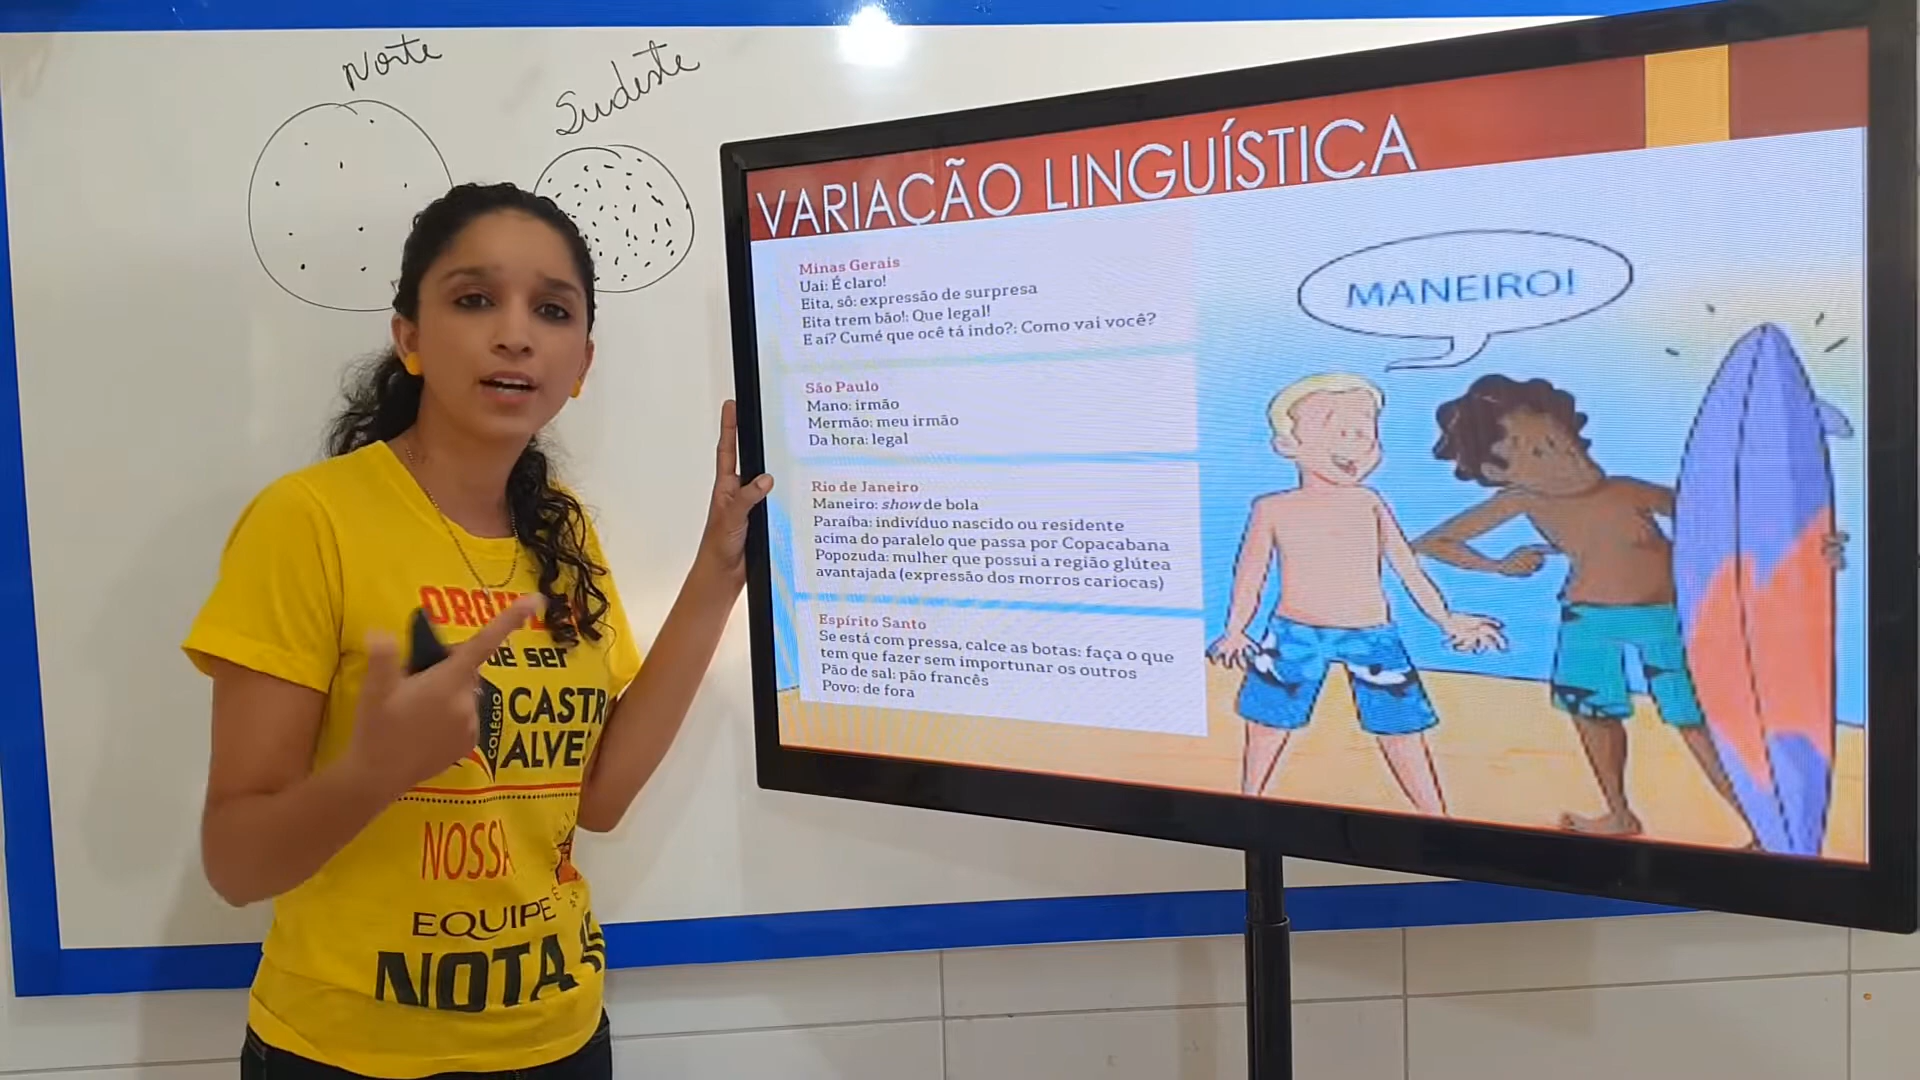 Norte
Sudeste
VARIAÇÃO LINGUÍSTICA
Minas Gerais
Uai: É claro!
Eita, sô: expressão de surpresa
Eita trem bão!: Que legal!
E aí? Cumé que ocê tá indo?: Como vai você?
São Paulo
Mano: irmão
Mermão: meu irmão
Da hora: legal
Rio de Janeiro
Maneiro: show de bola
Paraíba: indivíduo nascido ou residente
acima do paralelo que passa por Copacabana
Popozuda: mulher que possui a região glútea
avantajada (expressão dos morros cariocas)
Espírito Santo
Se está com pressa, calce as botas: faça o que
tem que fazer sem importunar os outros
Pão de sal: pão francês
Povo: de fora
MANEIRO!
de ser
COLÉGIO
CASTR
ALVES
NOSSA
EQUIPE É
NOTA